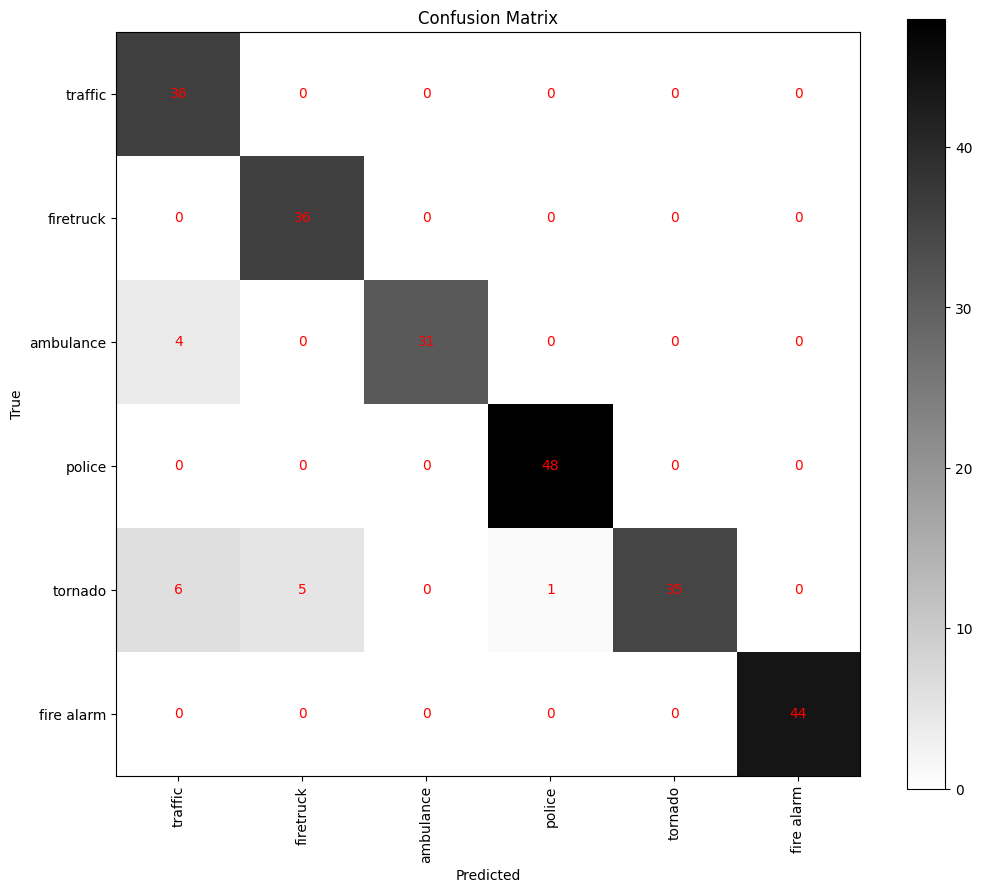 Confusion Matrix
traffic 36 0 0 0 0 0
firetruck 0 36 0 0 0 0
ambulance 4 0 31 0 0 0
police 0 0 0 48 0 0
tornado 6 5 0 1 35 0
fire alarm 0 0 0 0 0 44
True
traffic firetruck ambulance police tornado fire alarm
Predicted
40
30
20
10
0